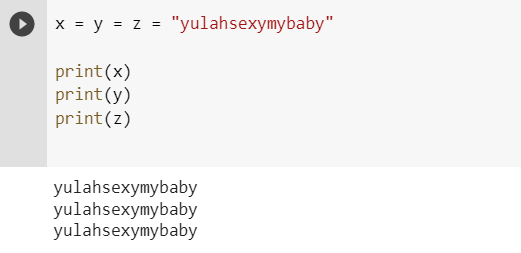 x = y = z = "yulahsexymybaby"
print(x)
print(y)
print(z)
yulahsexymybaby
yulahsexymybaby
yulahsexymybaby